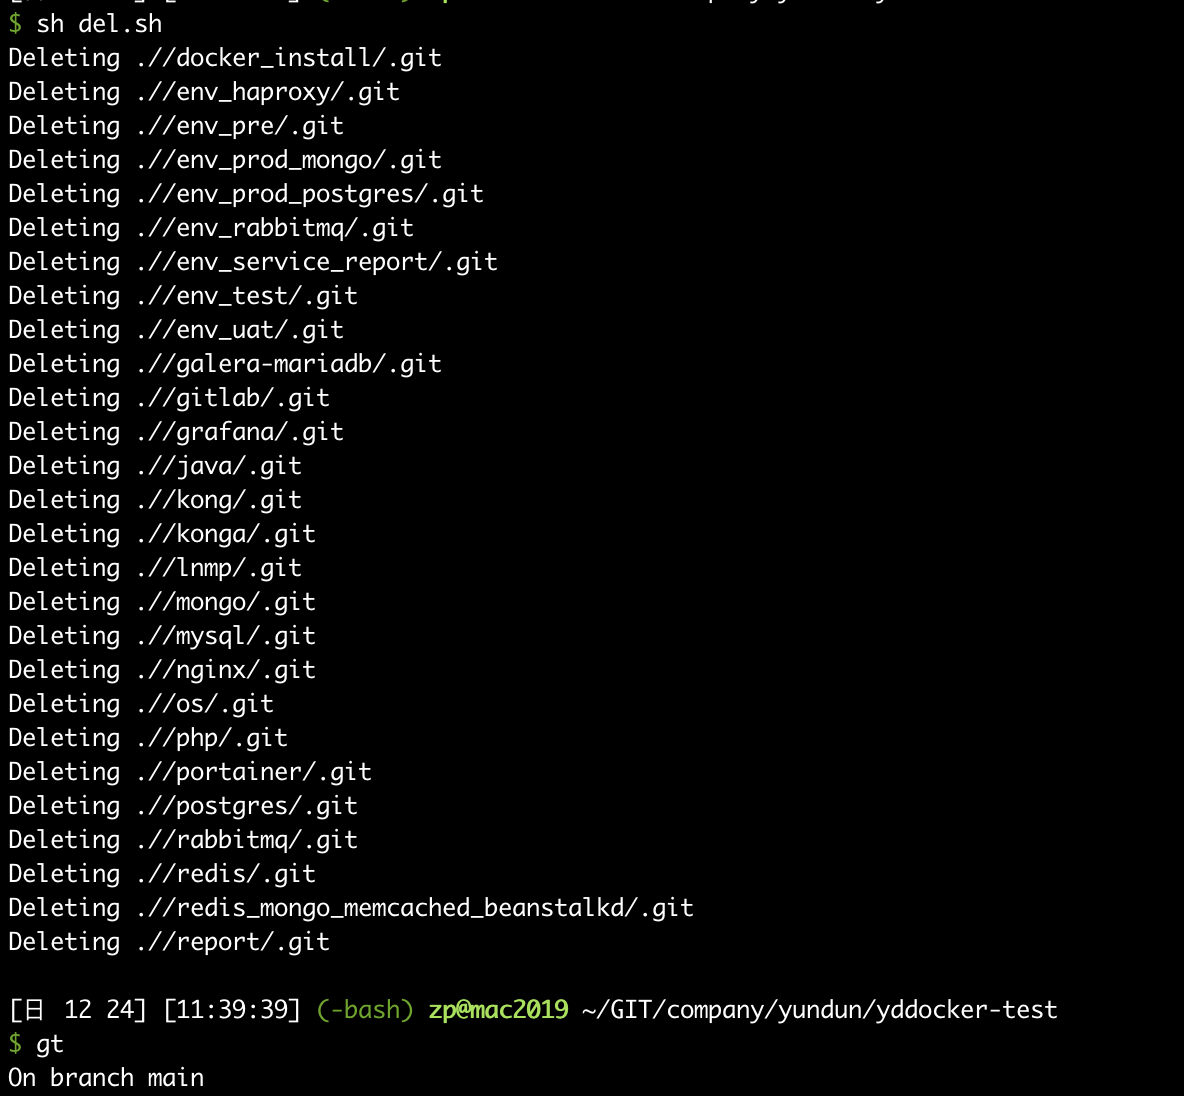 $ sh del.sh
Deleting .//docker_install/.git
Deleting .//env_haproxy/.git
Deleting .//env_pre/.git
Deleting .//env_prod_mongo/.git
Deleting .//env_prod_postgres/.git
Deleting .//env_rabbitmq/.git
Deleting .//env_service_report/.git
Deleting .//env_test/.git
Deleting .//env_uat/.git
Deleting .//galera-mariadb/.git
Deleting .//gitlab/.git
Deleting .//grafana/.git
Deleting .//java/.git
Deleting .//kong/.git
Deleting .//konga/.git
Deleting .//lnmp/.git
Deleting .//mongo/.git
Deleting .//mysql/.git
Deleting .//nginx/.git
Deleting .//os/.git
Deleting .//php/.git
Deleting .//portainer/.git
Deleting .//postgres/.git
Deleting .//rabbitmq/.git
Deleting .//redis/.git
Deleting .//redis_mongo_memcached_beanstalkd/.git
Deleting .//report/.git
[日 12 24] [11:39:39] (-bash) zp@mac2019 ~/GIT/company/yundun/yddocker-test
$ gt
On branch main